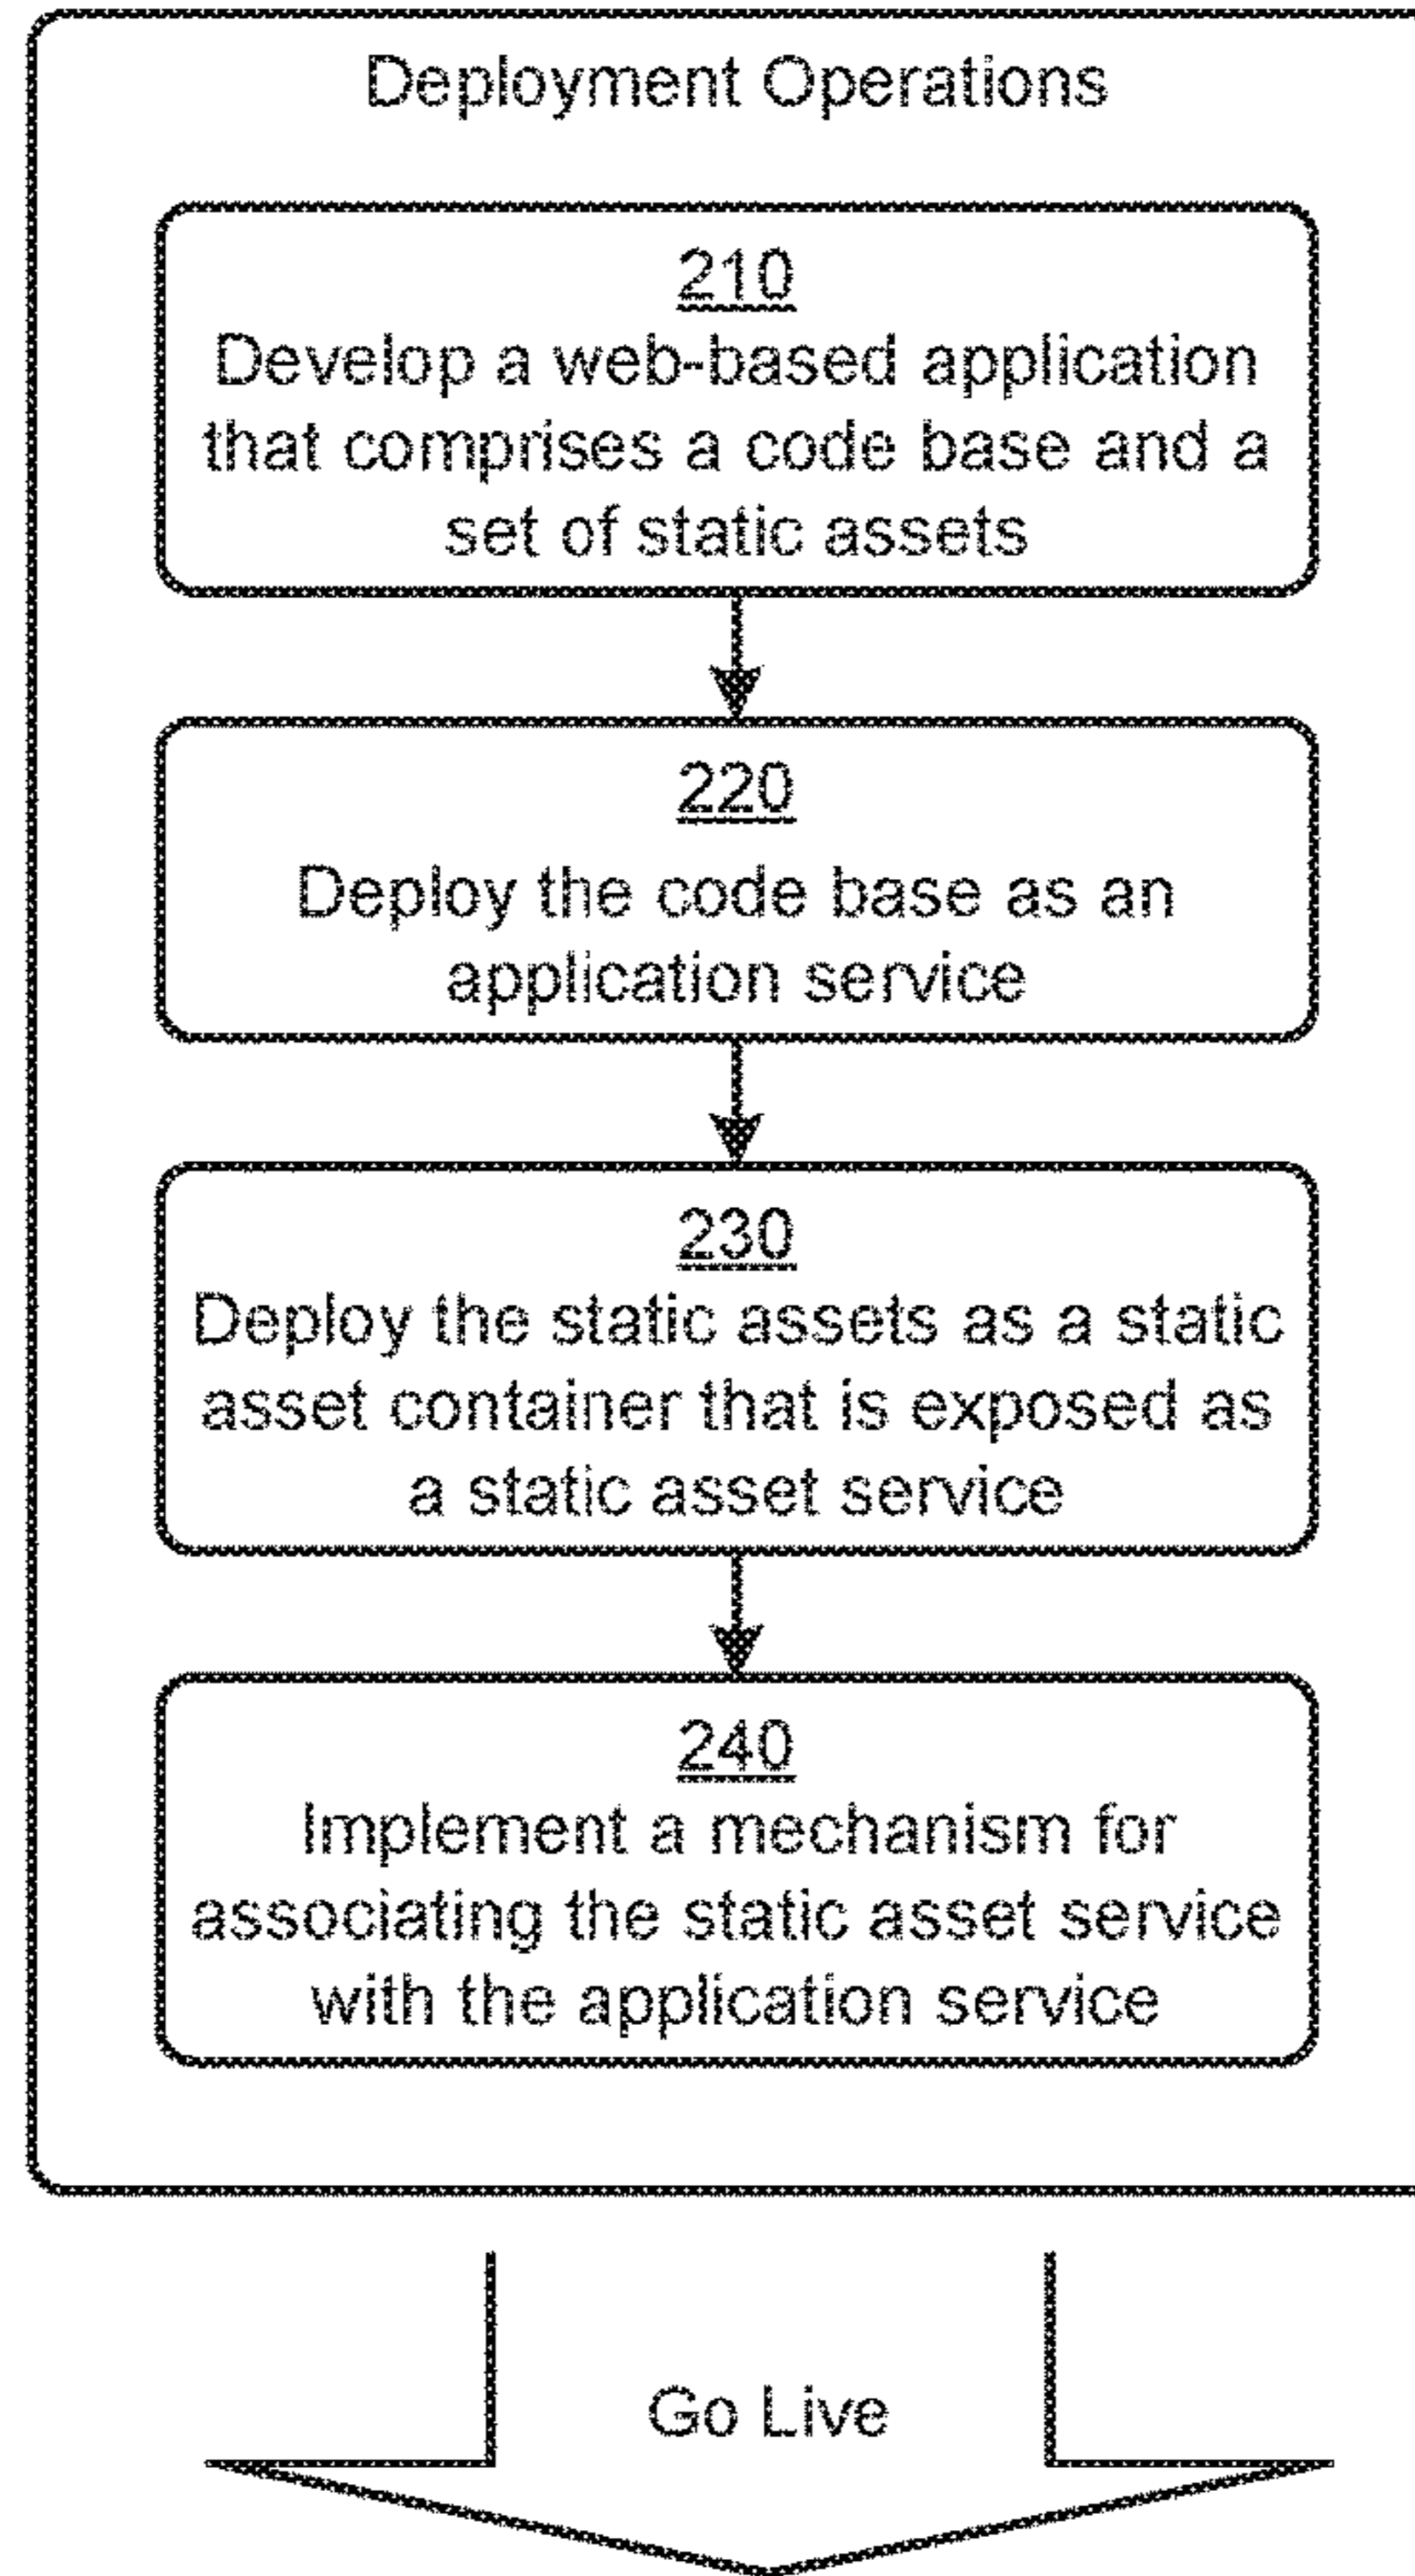 Deployment Operations
210
Develop a web-based application
that comprises a code base and a
set of static assets
220
Deploy the code base as an
application service
230
Deploy the static assets as a static
asset container that is exposed as
a static asset service
240
Implement a mechanism for
associating the static asset service
with the application service
Go Live